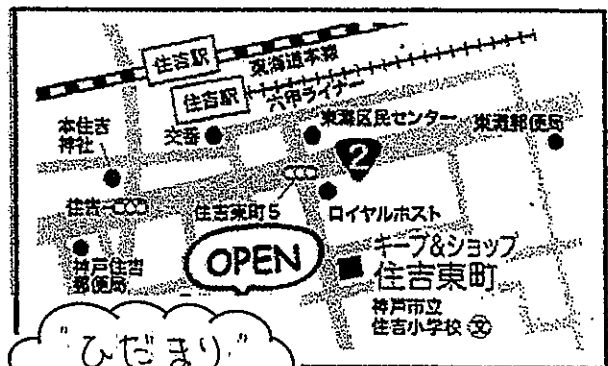 住吉駅
東海道本線
住吉駅
六甲ライナー
本住吉
神社
交番
東灘区民センター
東灘郵便局
2
住吉
住吉東町5
ロイヤルホスト
神戸住吉
郵便局
OPEN
キープ&ショップ
住吉東町
神戸市立
住吉小学校 文
"ひだまり"